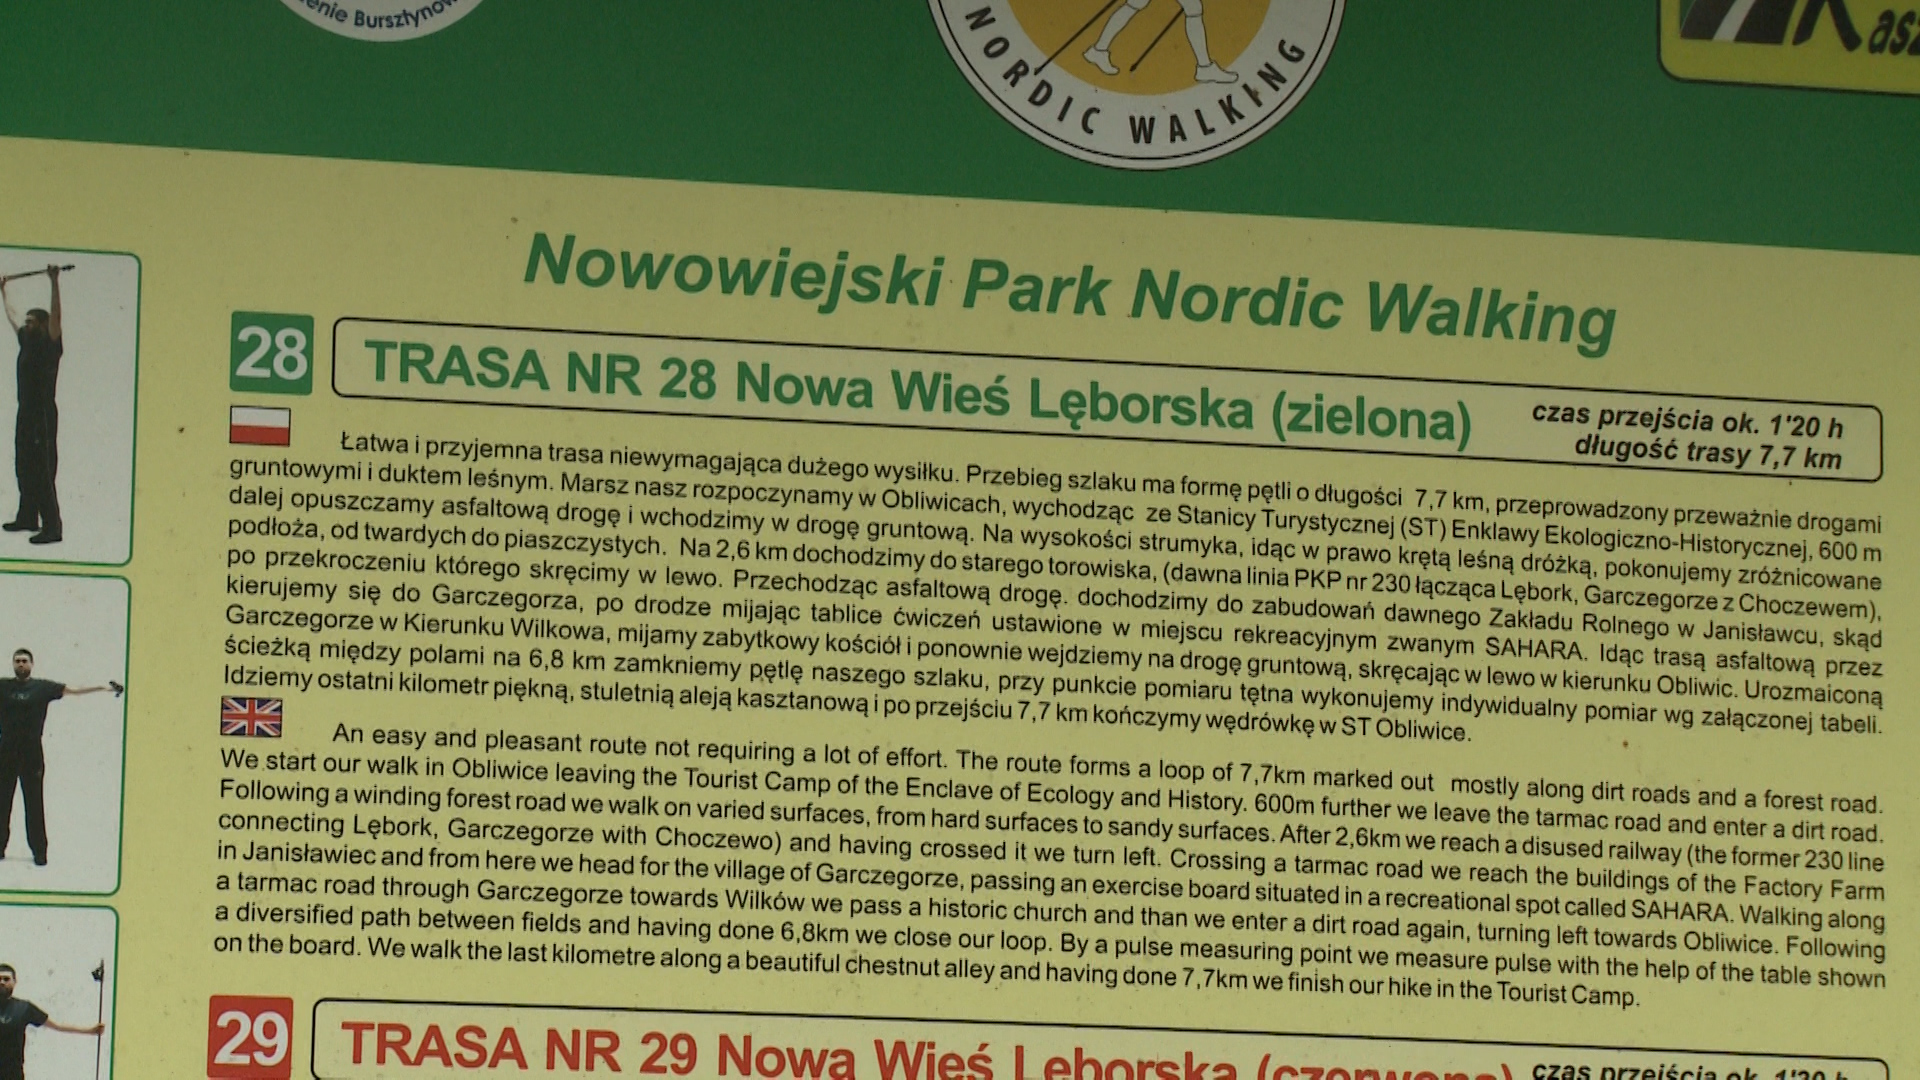 NORDIC WALKING
Nowowiejski Park Nordic Walking
28
TRASA NR 28 Nowa Wieś Lęborska (zielona)
czas przejścia ok. 1'20 h
długość trasy 7,7 km
Łatwa i przyjemna trasa niewymagająca dużego wysiłku. Przebieg szlaku ma formę pętli o długości 7,7 km, przeprowadzony przeważnie drogami
gruntowymi i duktem leśnym. Marsz nasz rozpoczynamy w Obliwicach, wychodząc ze Stanicy Turystycznej (ST) Enklawy Ekologiczno-Historycznej, 600 m
dalej opuszczamy asfaltową drogę i wchodzimy w drogę gruntową. Na wysokości strumyka, idąc w prawo krętą leśną dróżką, pokonujemy zróżnicowane
podłoża, od twardych do piaszczystych. Na 2,6 km dochodzimy do starego torowiska, (dawna linia PKP nr 230 łącząca Lębork, Garczegorze z Choczewem),
po przekroczeniu którego skręcimy w lewo. Przechodząc asfaltową drogę. dochodzimy do zabudowań dawnego Zakładu Rolnego w Janisławcu, skąd
kierujemy się do Garczegorza, po drodze mijając tablice ćwiczeń ustawione w miejscu rekreacyjnym zwanym SAHARA. Idąc trasą asfaltową przez
Garczegorze w Kierunku Wilkowa, mijamy zabytkowy kościół i ponownie wejdziemy na drogę gruntową, skręcając w lewo w kierunku Obliwic. Urozmaiconą
ścieżką między polami na 6,8 km zamkniemy pętlę naszego szlaku, przy punkcie pomiaru tętna wykonujemy indywidualny pomiar wg załączonej tabeli.
Idziemy ostatni kilometr piękną, stuletnią aleją kasztanową i po przejściu 7,7 km kończymy wędrówkę w ST Obliwice.
An easy and pleasant route not requiring a lot of effort. The route forms a loop of 7,7km marked out mostly along dirt roads and a forest road.
We start our walk in Obliwice leaving the Tourist Camp of the Enclave of Ecology and History. 600m further we leave the tarmac road and enter a dirt road.
Following a winding forest road we walk on varied surfaces, from hard surfaces to sandy surfaces. After 2,6km we reach a disused railway (the former 230 line
connecting Lębork, Garczegorze with Choczewo) and having crossed it we turn left. Crossing a tarmac road we reach the buildings of the Factory Farm
in Janisławiec and from here we head for the village of Garczegorze, passing an exercise board situated in a recreational spot called SAHARA. Walking along
a tarmac road through Garczegorze towards Wilków we pass a historic church and than we enter a dirt road again, turning left towards Obliwice. Following
a diversified path between fields and having done 6,8km we close our loop. By a pulse measuring point we measure pulse with the help of the table shown
on the board. We walk the last kilometre along a beautiful chestnut alley and having done 7,7km we finish our hike in the Tourist Camp.
29
TRASA NR 29 Nowa Wieś Lęborska (czerwona)
czas przejścia ok. 1'20 h